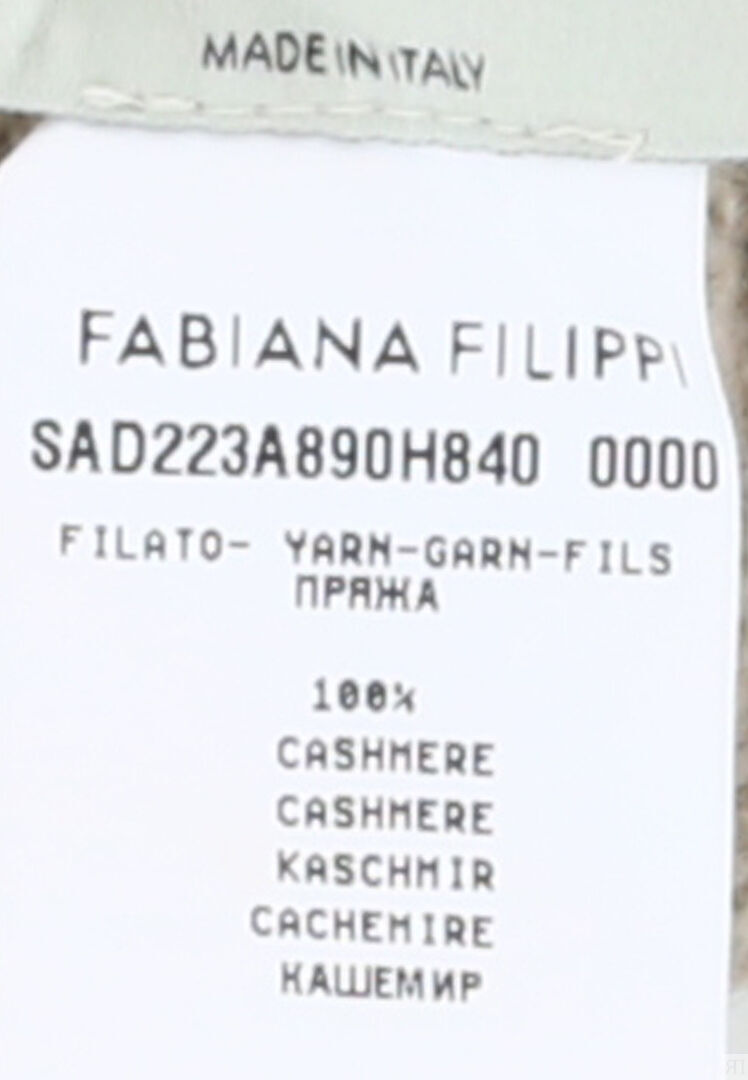 MADE IN ITALY
FABIANA FILIPPI
SAD223A890H840 0000
FILATO- YARN-GARN-FILS
ПРЯЖА
100%
CASHMERE
CASHMERE
KASCHMIR
CACHEMIRE
КАШЕМИР